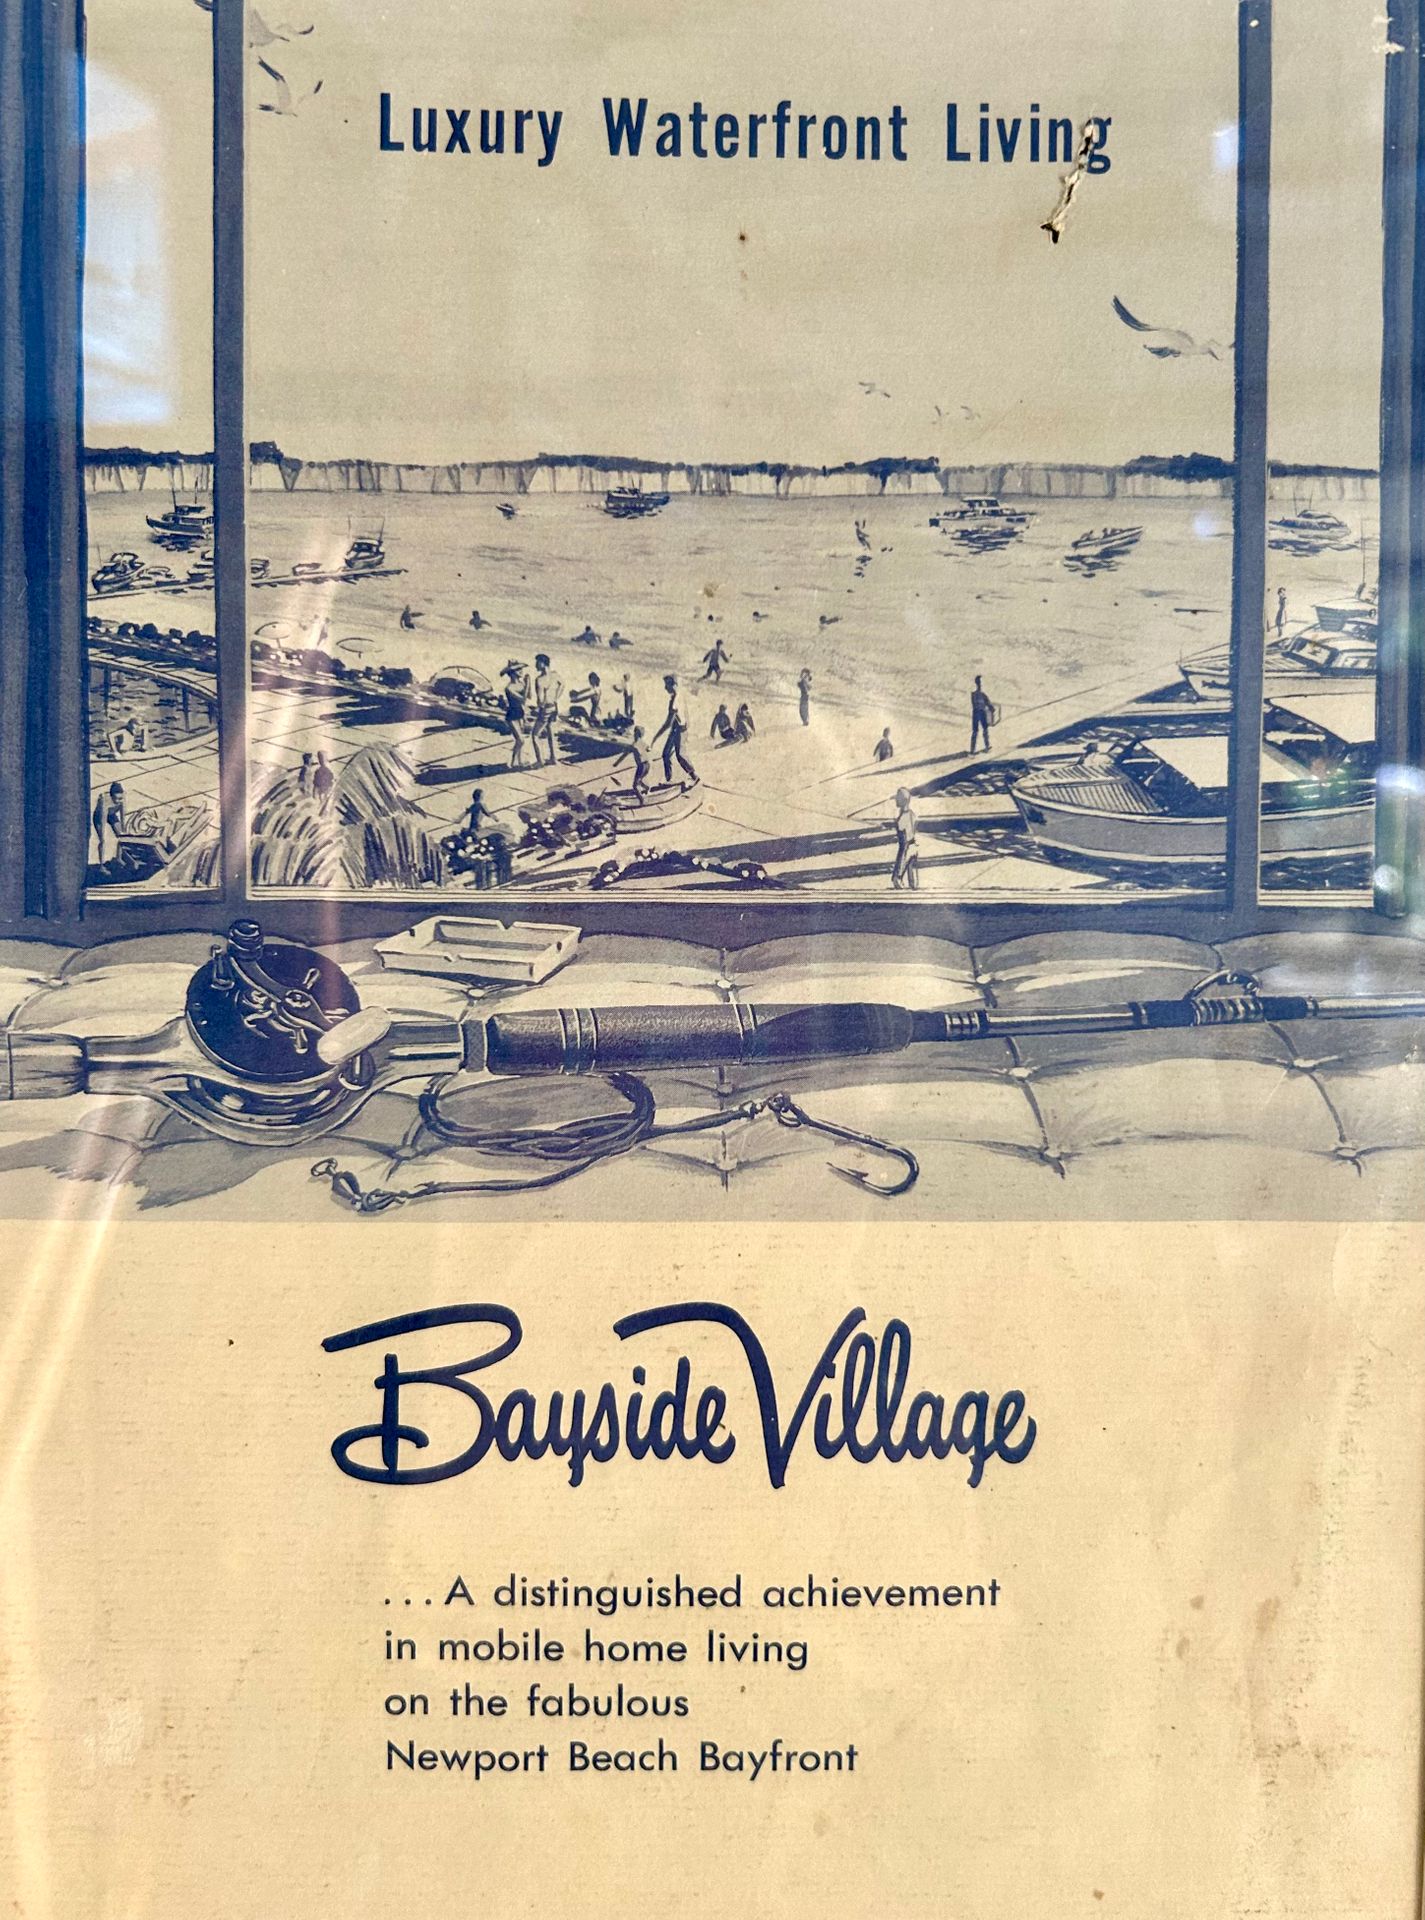 Luxury Waterfront Living
Bayside Village
...A distinguished achievement
in mobile home living
on the fabulous
Newport Beach Bayfront